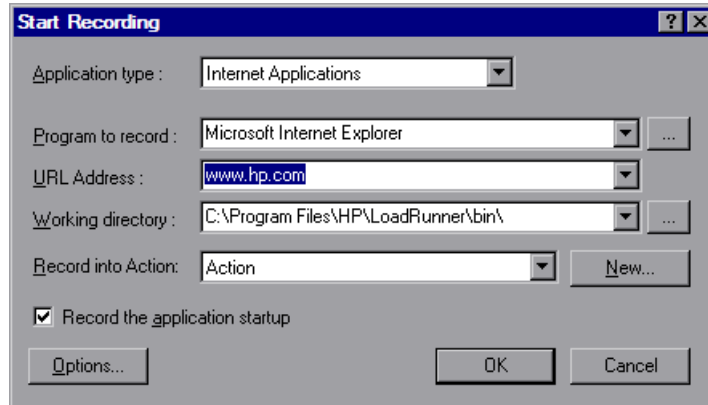 Start Recording
Application type : Internet Applications
Program to record : Microsoft Internet Explorer ...
URL Address : www.hp.com
Working directory : C:\Program Files\HP\LoadRunner\bin\ ...
Record into Action: Action New...
Record the application startup
Options... OK Cancel